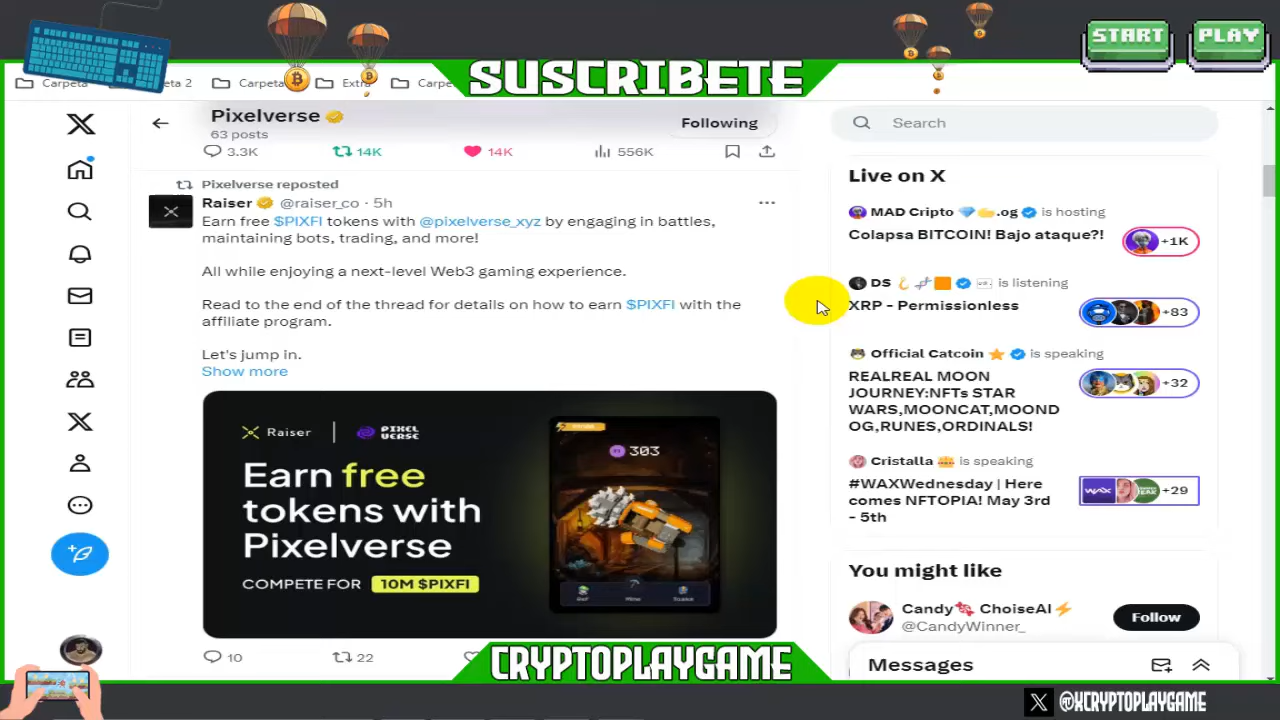 START
PLAY
SUSCRIBETE
Carpeta
eta 2
Carpeta
Extra
Carpe
Pixelverse
63 posts
Following
Search
3.3K
14K
14K
556K
Pixelverse reposted
Raiser @raiser_co · 5h
Earn free $PIXFI tokens with @pixelverse_xyz by engaging in battles,
maintaining bots, trading, and more!
All while enjoying a next-level Web3 gaming experience.
Read to the end of the thread for details on how to earn $PIXFI with the
affiliate program.
Let's jump in.
Show more
Raiser | PIXEL VERSE
303
Earn free
tokens with
Pixelverse
COMPETE FOR 10M $PIXFI
10
22
Live on X
MAD Cripto .og is hosting
Colapsa BITCOIN! Bajo ataque?!
+1K
DS is listening
XRP - Permissionless
+83
Official Catcoin is speaking
REALREAL MOON
JOURNEY:NFTs STAR
WARS,MOONCAT,MOOND
OG,RUNES,ORDINALS!
+32
Cristalla is speaking
#WAXWednesday | Here
comes NFTOPIA! May 3rd
- 5th
WAX
+29
You might like
Candy ChoiseAI
@CandyWinner_
Follow
Messages
CRYPTOPLAYGAME
@XCRYPTOPLAYGAME